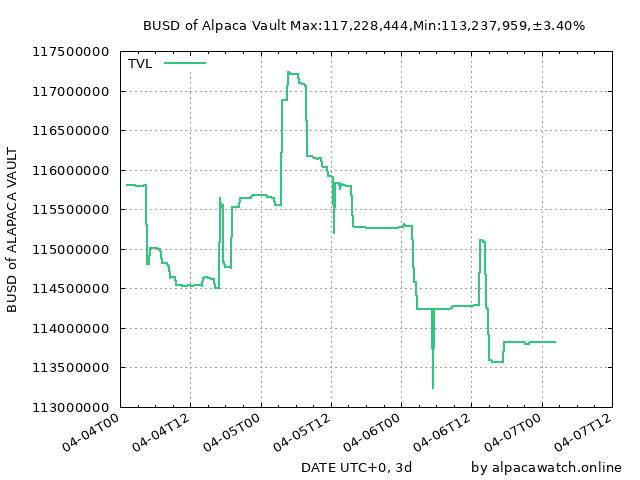 BUSD of Alpaca Vault Max:117,228,444,Min:113,237,959,±3.40%
TVL
117500000
117000000
116500000
116000000
115500000
115000000
114500000
114000000
113500000
113000000
BUSD of ALAPACA VAULT
04-04T00
04-04T12
04-05T00
04-05T12
04-06T00
04-06T12
04-07T00
04-07T12
DATE UTC+0, 3d
by alpacawatch.online